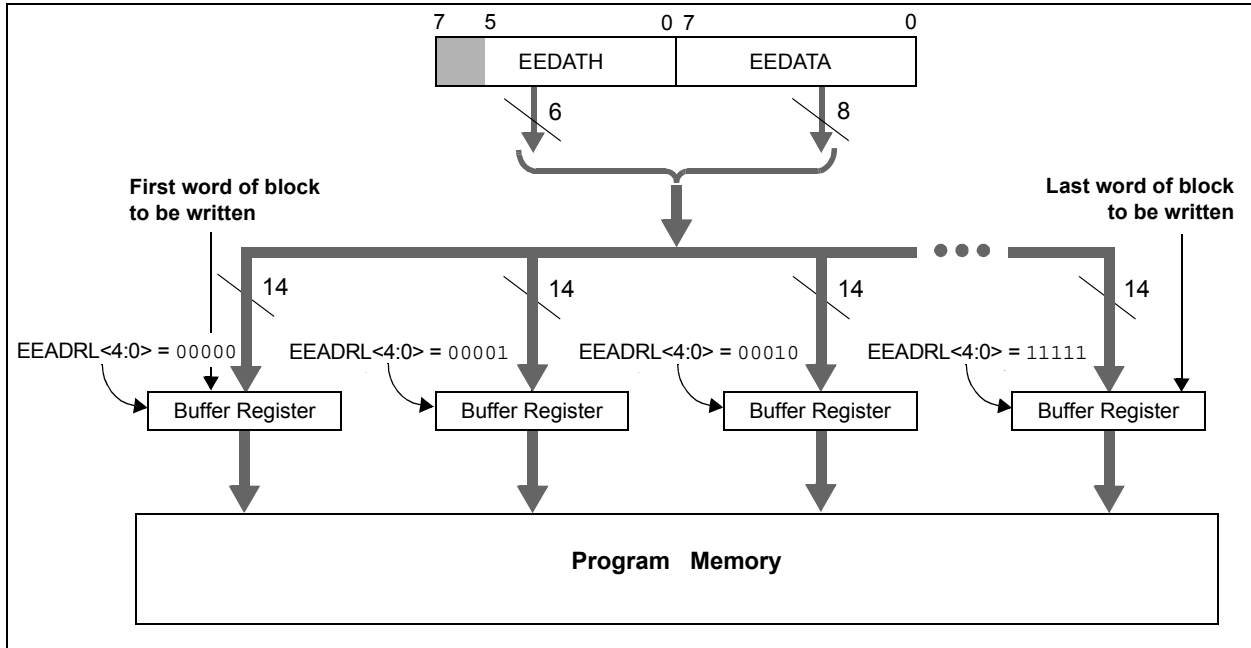 7 5 0 7 0
EEDATH EEDATA
6 8
First word of block
to be written
Last word of block
to be written
14 14 14 14
EEADRL<4:0> = 00000 EEADRL<4:0> = 00001 EEADRL<4:0> = 00010 EEADRL<4:0> = 11111
Buffer Register Buffer Register Buffer Register Buffer Register
Program Memory